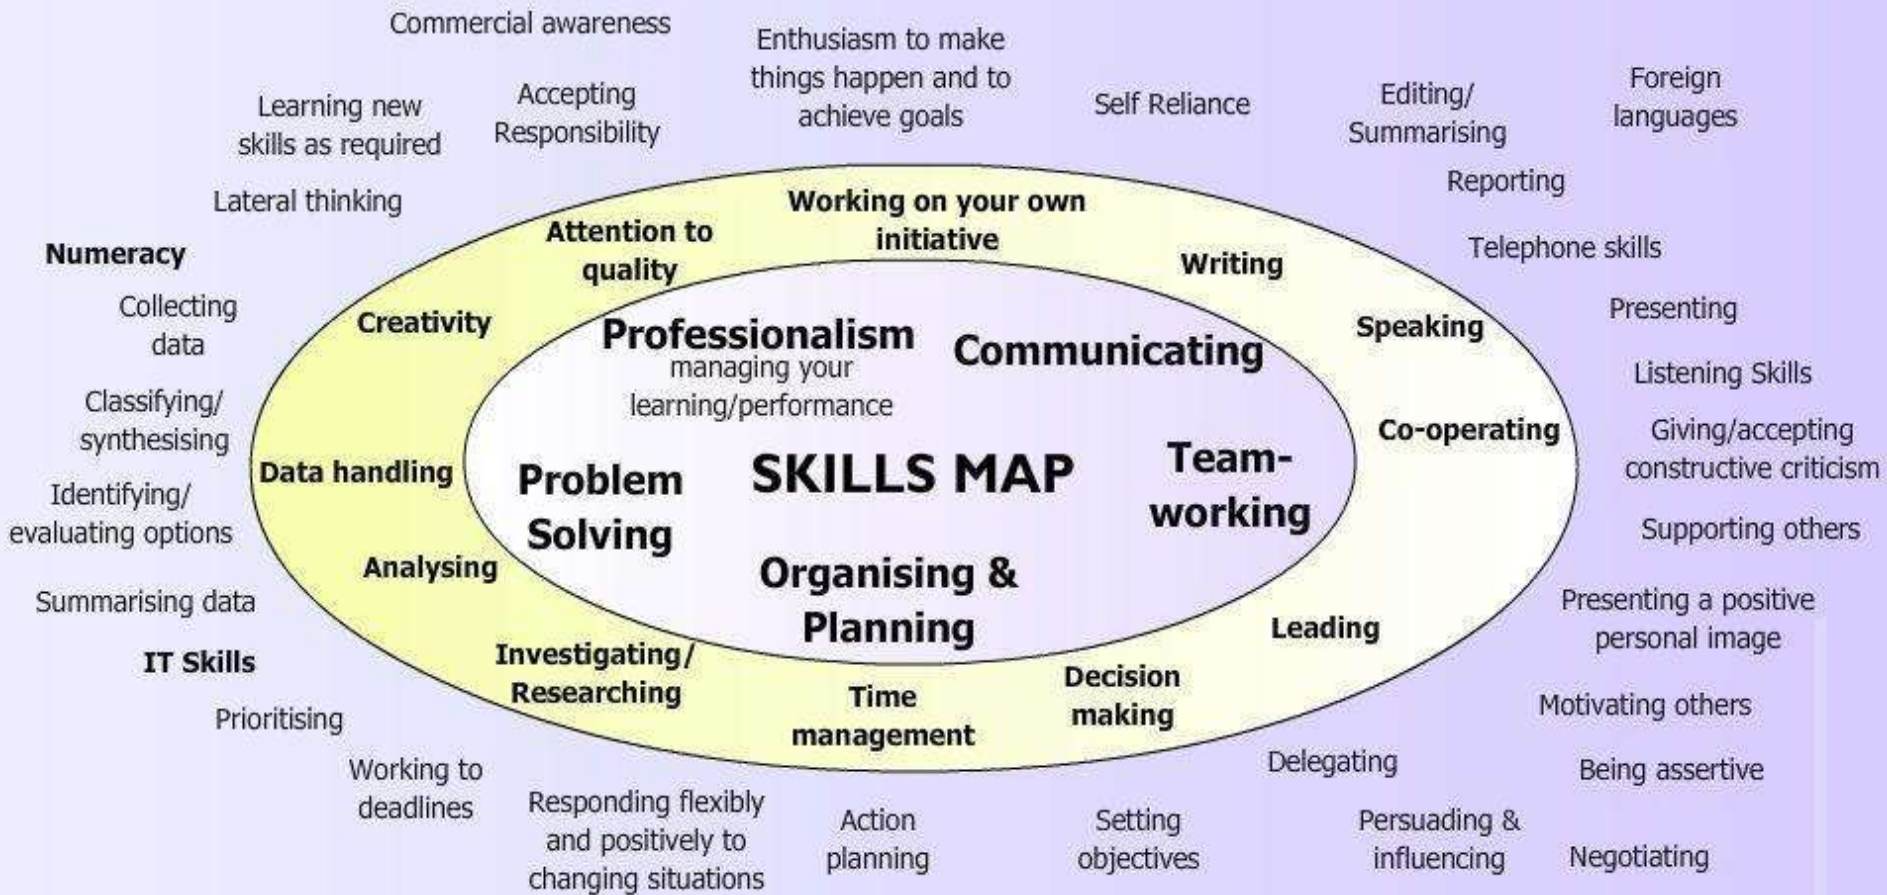 Commercial awareness
Enthusiasm to make
things happen and to
achieve goals
Learning new
skills as required
Accepting
Responsibility
Self Reliance
Editing/
Summarising
Foreign
languages
Reporting
Lateral thinking
Telephone skills
Numeracy
Collecting
data
Presenting
Classifying/
synthesising
Listening Skills
Identifying/
evaluating options
Giving/accepting
constructive criticism
Summarising data
Supporting others
IT Skills
Presenting a positive
personal image
Prioritising
Motivating others
Working to
deadlines
Responding flexibly
and positively to
changing situations
Action
planning
Setting
objectives
Delegating
Being assertive
Persuading &
influencing
Negotiating
Working on your own
initiative
Attention to
quality
Writing
Creativity
Speaking
Data handling
Co-operating
Analysing
Leading
Investigating/
Researching
Time
management
Decision
making
Professionalism
managing your
learning/performance
Communicating
Problem
Solving
SKILLS MAP
Team-
working
Organising &
Planning